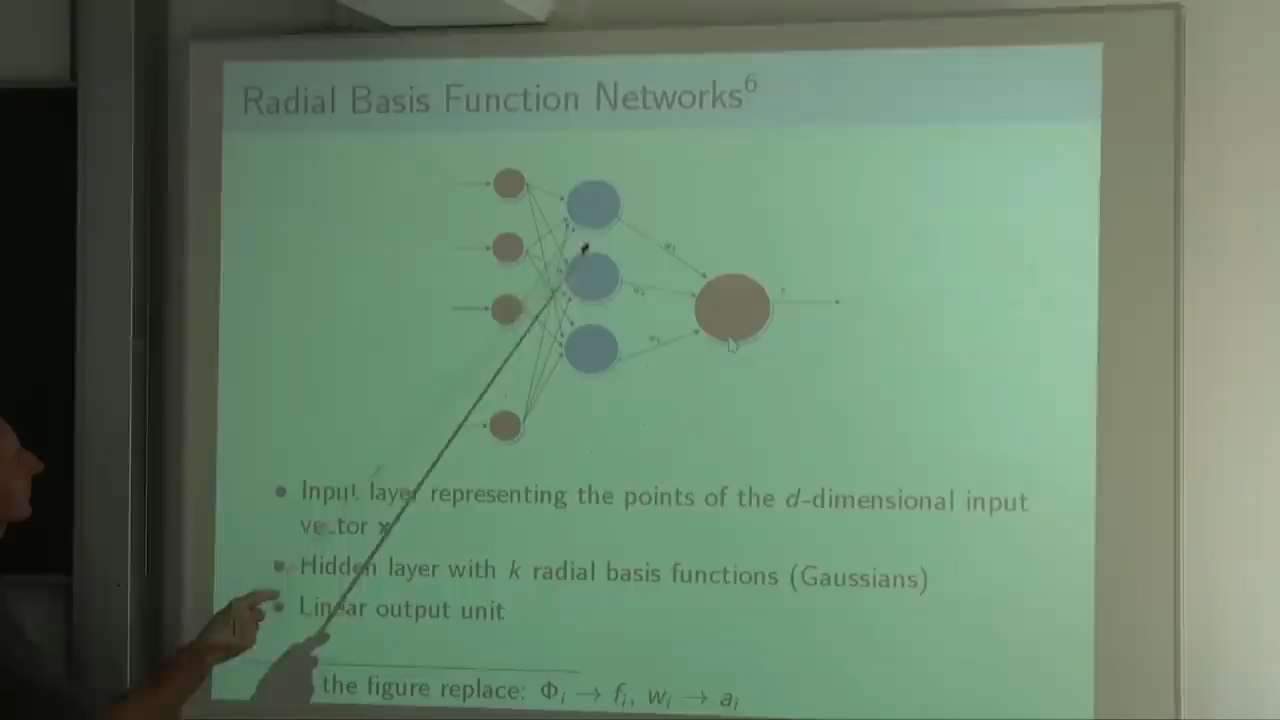 Radial Basis Function Networks⁶
Input layer representing the points of the d-dimensional input
vector x
Hidden layer with k radial basis functions (Gaussians)
Linear output unit
the figure replace: Φᵢ → fᵢ, wᵢ → aᵢ